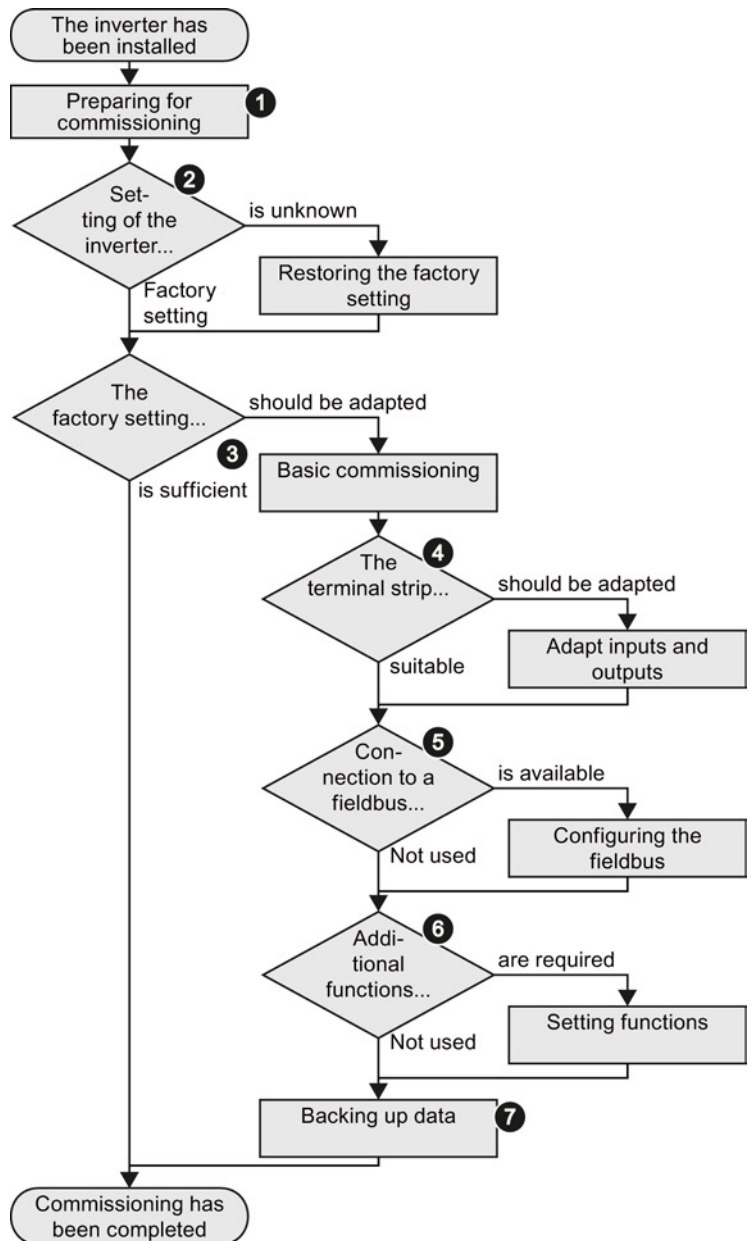 The inverter has
been installed
Preparing for
commissioning
1
2
Set-
ting of the
inverter...
is unknown
Restoring the factory
setting
Factory
setting
The
factory setting...
should be adapted
3
is sufficient
Basic commissioning
4
The
terminal strip...
should be adapted
Adapt inputs and
outputs
suitable
5
Con-
nection to a
fieldbus...
is available
Configuring the
fieldbus
Not used
6
Addi-
tional
functions...
are required
Setting functions
Not used
Backing up data
7
Commissioning has
been completed